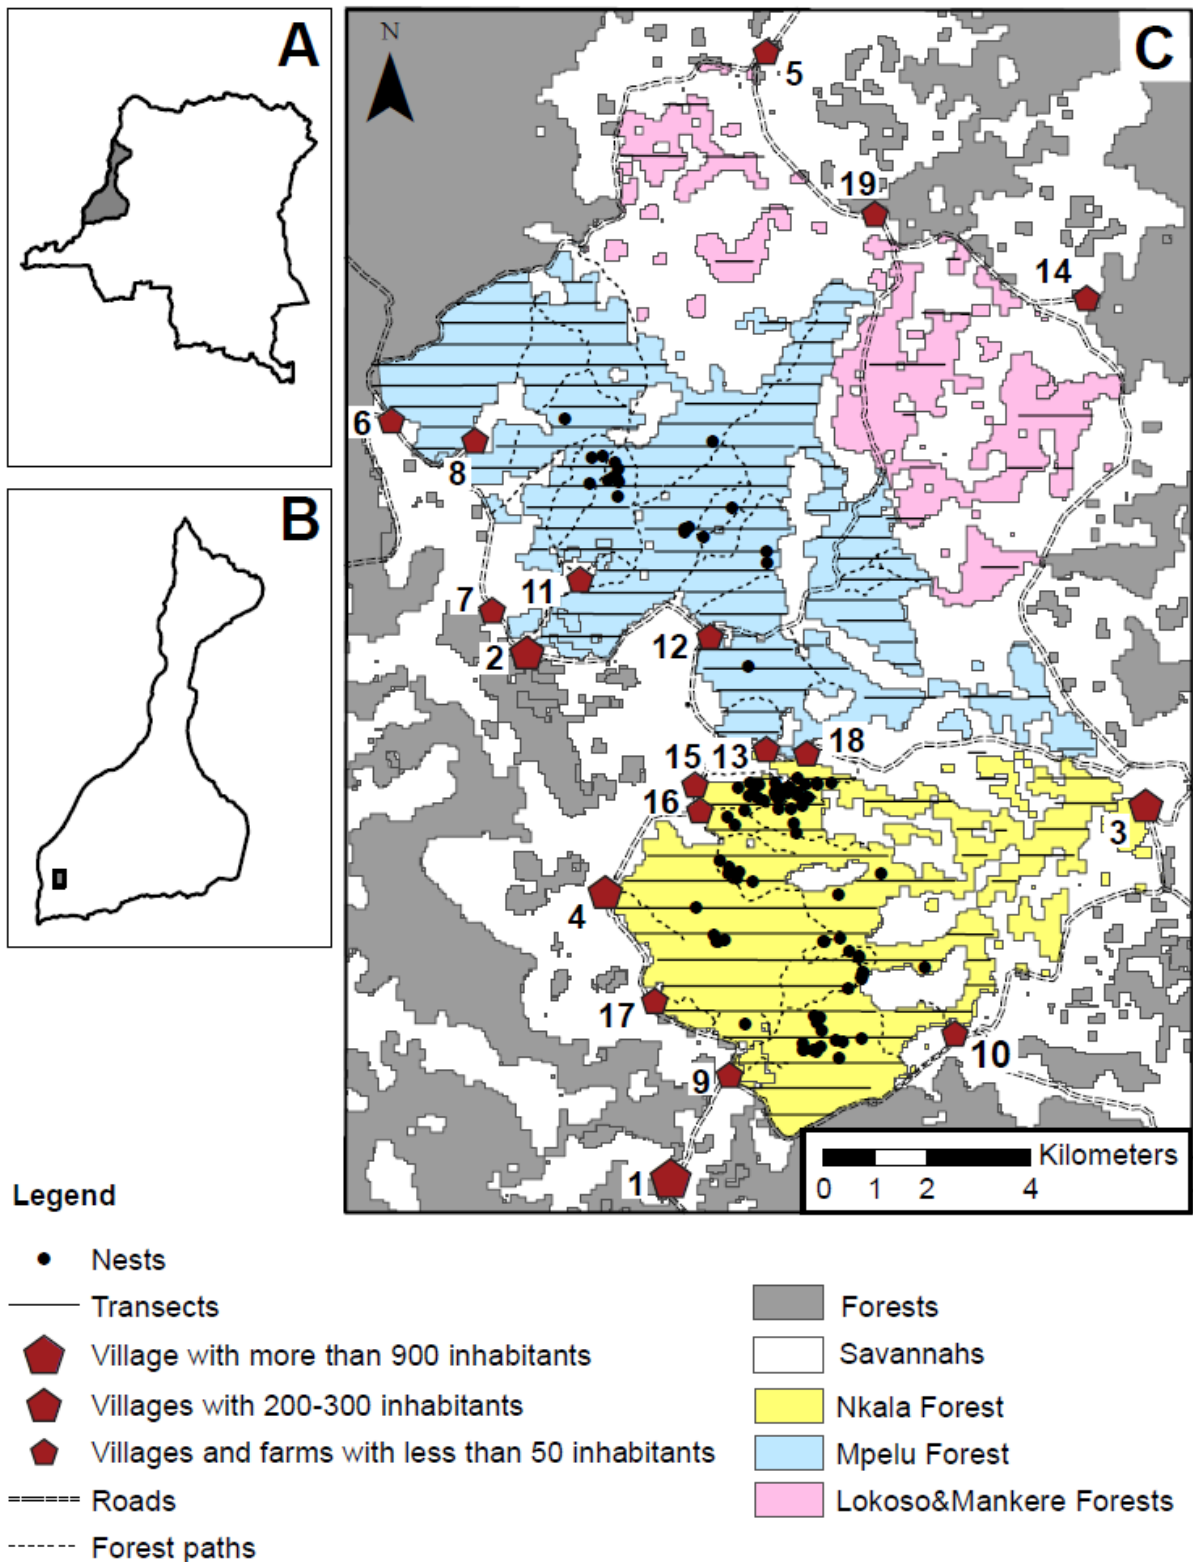 A
B
N
C
5
19
14
6
8
11
7
2
12
15
13
18
16
3
4
17
10
9
1
Kilometers
0 1 2 4
Legend
Nests
Transects
Village with more than 900 inhabitants
Villages with 200-300 inhabitants
Villages and farms with less than 50 inhabitants
Roads
Forest paths
Forests
Savannahs
Nkala Forest
Mpelu Forest
Lokoso&Mankere Forests